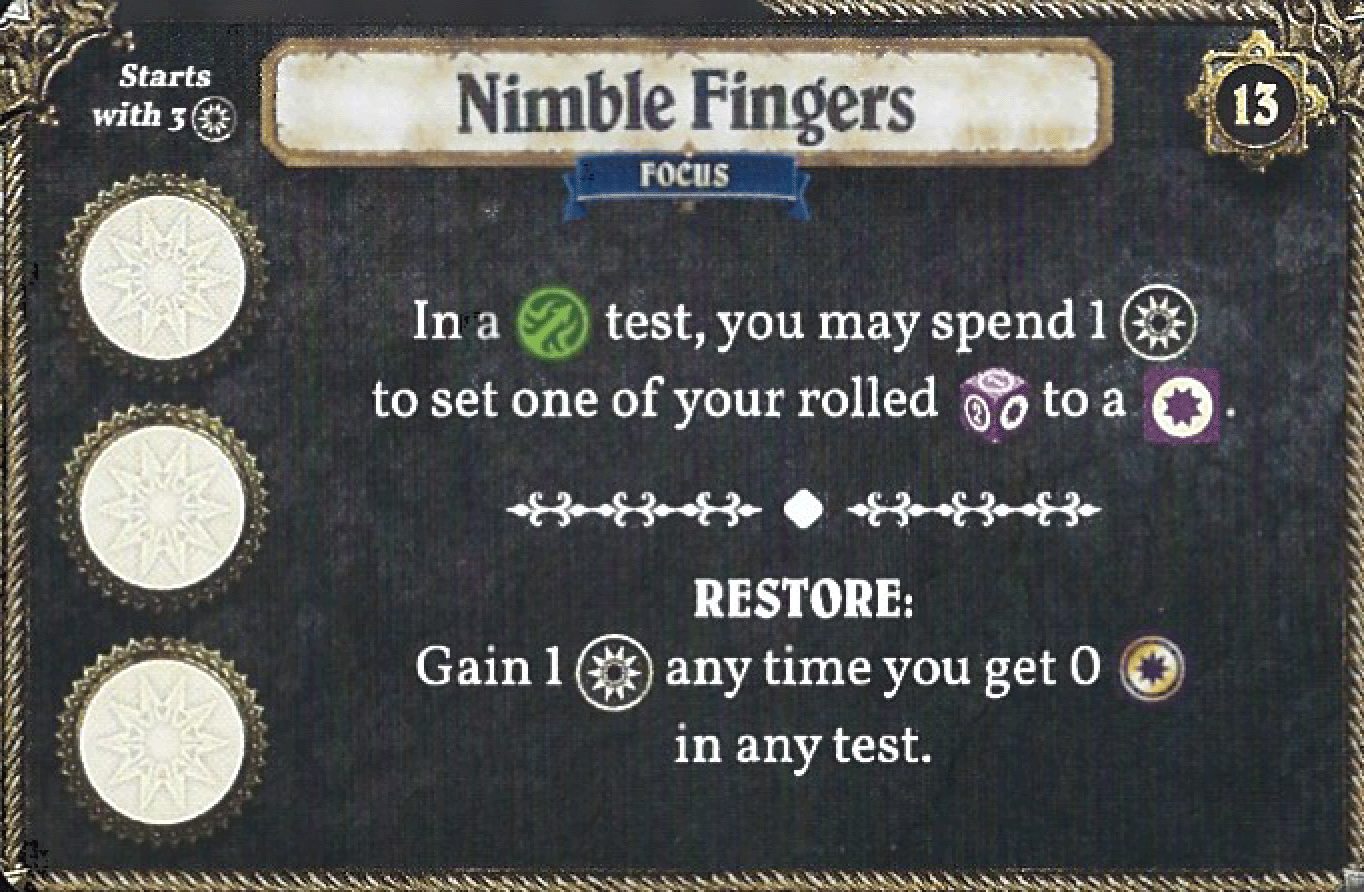 Starts
with 3
Nimble Fingers
13
FOCUS
In a test, you may spend 1
to set one of your rolled to a .
RESTORE:
Gain 1 any time you get 0
in any test.